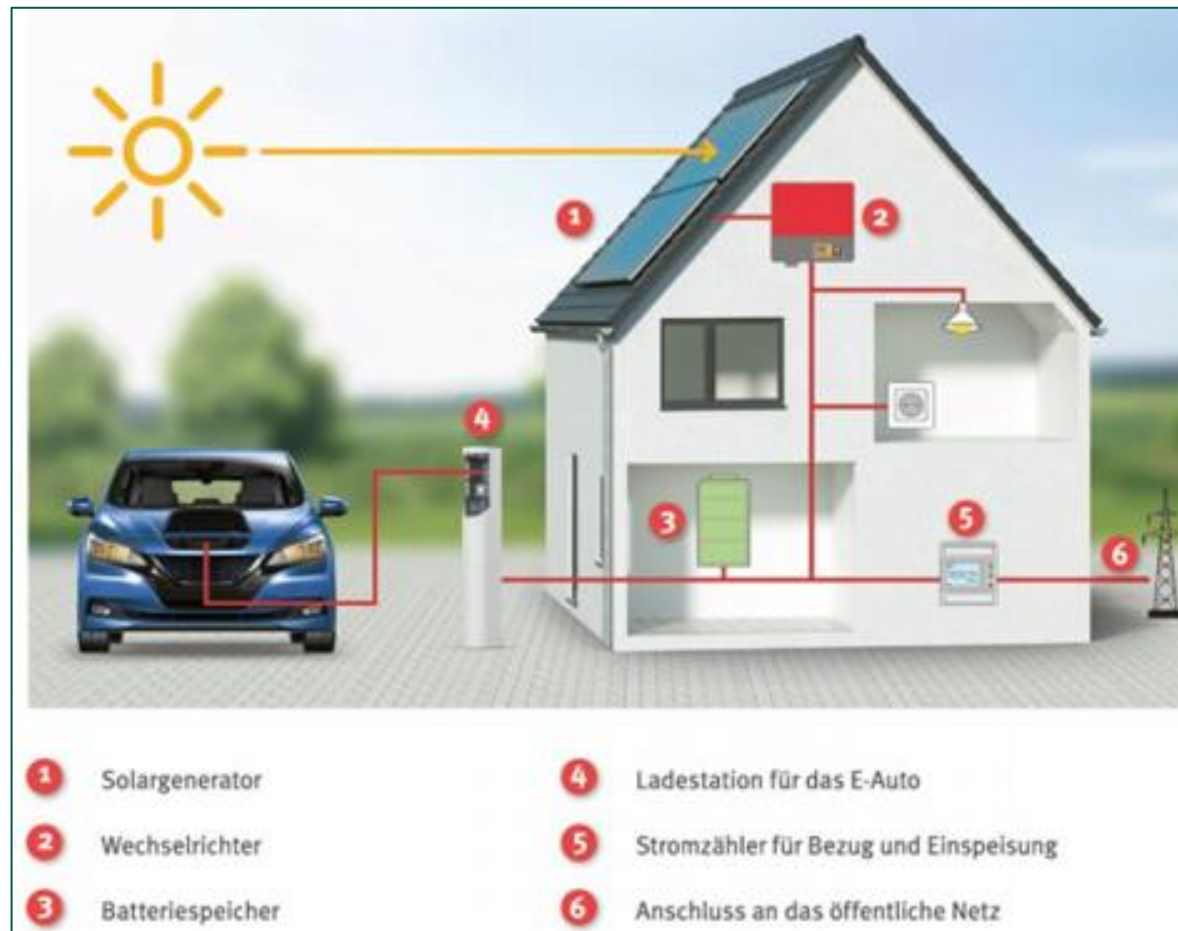 1
2
4
3
5
6
1 Solargenerator
2 Wechselrichter
3 Batteriespeicher
4 Ladestation für das E-Auto
5 Stromzähler für Bezug und Einspeisung
6 Anschluss an das öffentliche Netz